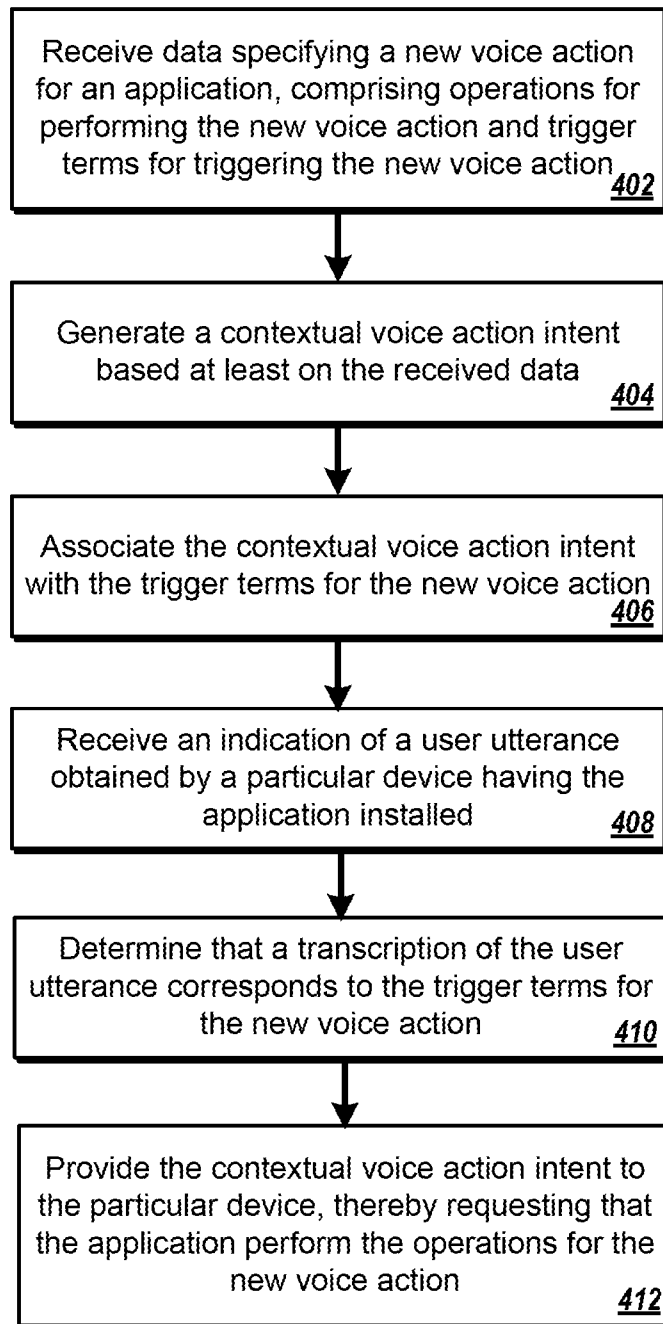 Receive data specifying a new voice action
for an application, comprising operations for
performing the new voice action and trigger
terms for triggering the new voice action
402
Generate a contextual voice action intent
based at least on the received data
404
Associate the contextual voice action intent
with the trigger terms for the new voice action
406
Receive an indication of a user utterance
obtained by a particular device having the
application installed
408
Determine that a transcription of the user
utterance corresponds to the trigger terms for
the new voice action
410
Provide the contextual voice action intent to
the particular device, thereby requesting that
the application perform the operations for the
new voice action
412